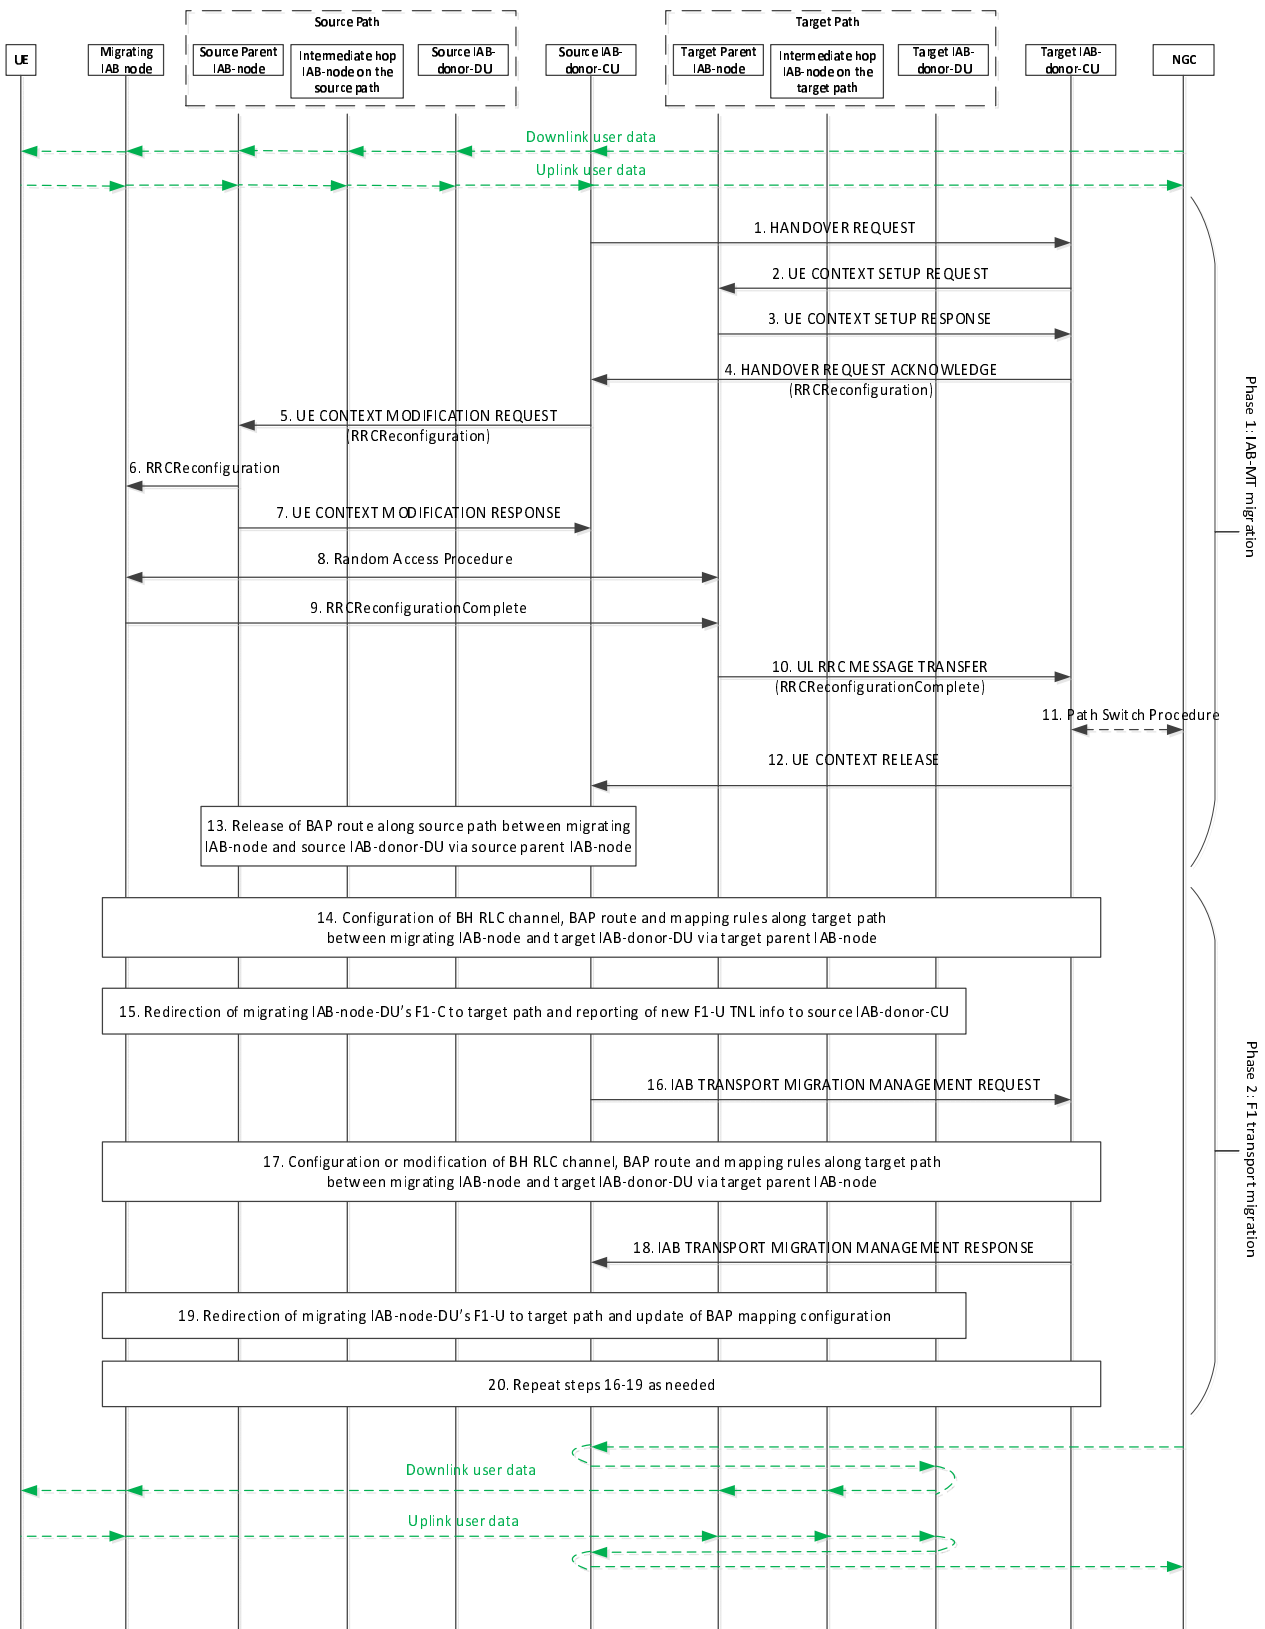 Source Path
Target Path
UE
Migrating
IAB node
Source Parent
IAB-node
Intermediate hop
IAB-node on the
source path
Source IAB-
donor-DU
Source IAB-
donor-CU
Target Parent
IAB-node
Intermediate hop
IAB-node on the
target path
Target IAB-
donor-DU
Target IAB-
donor-CU
NGC
Downlink user data
Uplink user data
1. HANDOVER REQUEST
2. UE CONTEXT SETUP REQUEST
3. UE CONTEXT SETUP RESPONSE
4. HANDOVER REQUEST ACKNOWLEDGE
(RRCReconfiguration)
5. UE CONTEXT MODIFICATION REQUEST
(RRCReconfiguration)
6. RRCReconfiguration
7. UE CONTEXT MODIFICATION RESPONSE
8. Random Access Procedure
9. RRCReconfigurationComplete
10. UL RRC MESSAGE TRANSFER
(RRCReconfigurationComplete)
11. Path Switch Procedure
12. UE CONTEXT RELEASE
Phase 1: IAB-MT migration
13. Release of BAP route along source path between migrating
IAB-node and source IAB-donor-DU via source parent IAB-node
14. Configuration of BH RLC channel, BAP route and mapping rules along target path
between migrating IAB-node and target IAB-donor-DU via target parent IAB-node
15. Redirection of migrating IAB-node-DU’s F1-C to target path and reporting of new F1-U TNL info to source IAB-donor-CU
16. IAB TRANSPORT MIGRATION MANAGEMENT REQUEST
17. Configuration or modification of BH RLC channel, BAP route and mapping rules along target path
between migrating IAB-node and target IAB-donor-DU via target parent IAB-node
18. IAB TRANSPORT MIGRATION MANAGEMENT RESPONSE
19. Redirection of migrating IAB-node-DU’s F1-U to target path and update of BAP mapping configuration
20. Repeat steps 16-19 as needed
Phase 2: F1 transport migration
Downlink user data
Uplink user data